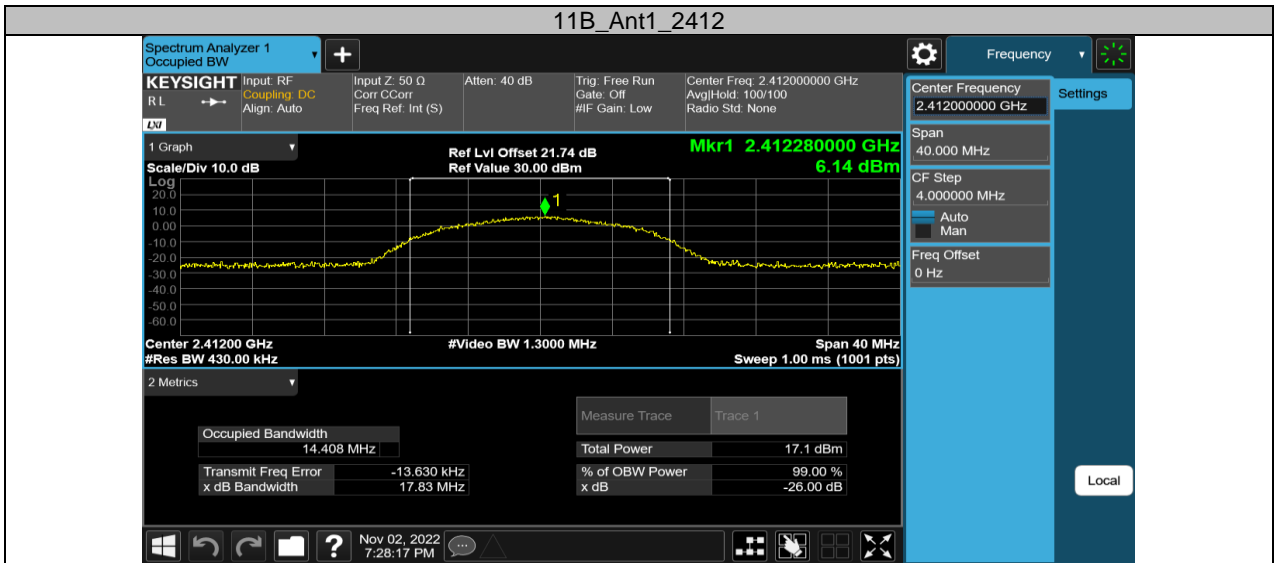 11B_Ant1_2412
Spectrum Analyzer 1
Occupied BW
+
Frequency
KEYSIGHT
R L
LXI
Input: RF
Coupling: DC
Align: Auto
Input Z: 50 Ω
Corr CCorr
Freq Ref: Int (S)
Atten: 40 dB
Trig: Free Run
Gate: Off
#IF Gain: Low
Center Freq: 2.412000000 GHz
Avg|Hold: 100/100
Radio Std: None
Center Frequency
2.412000000 GHz
Settings
Span
40.000 MHz
CF Step
4.000000 MHz
Auto
Man
Freq Offset
0 Hz
Local
1 Graph
Scale/Div 10.0 dB
Ref Lvl Offset 21.74 dB
Ref Value 30.00 dBm
Mkr1 2.412280000 GHz
6.14 dBm
Log
20.0
10.0
0.00
-10.0
-20.0
-30.0
-40.0
-50.0
-60.0
1
Center 2.41200 GHz
#Res BW 430.00 kHz
#Video BW 1.3000 MHz
Span 40 MHz
Sweep 1.00 ms (1001 pts)
2 Metrics
Measure Trace Trace 1
Occupied Bandwidth
14.408 MHz
Total Power 17.1 dBm
Transmit Freq Error -13.630 kHz
% of OBW Power 99.00 %
x dB Bandwidth 17.83 MHz
x dB -26.00 dB
?
Nov 02, 2022
7:28:17 PM